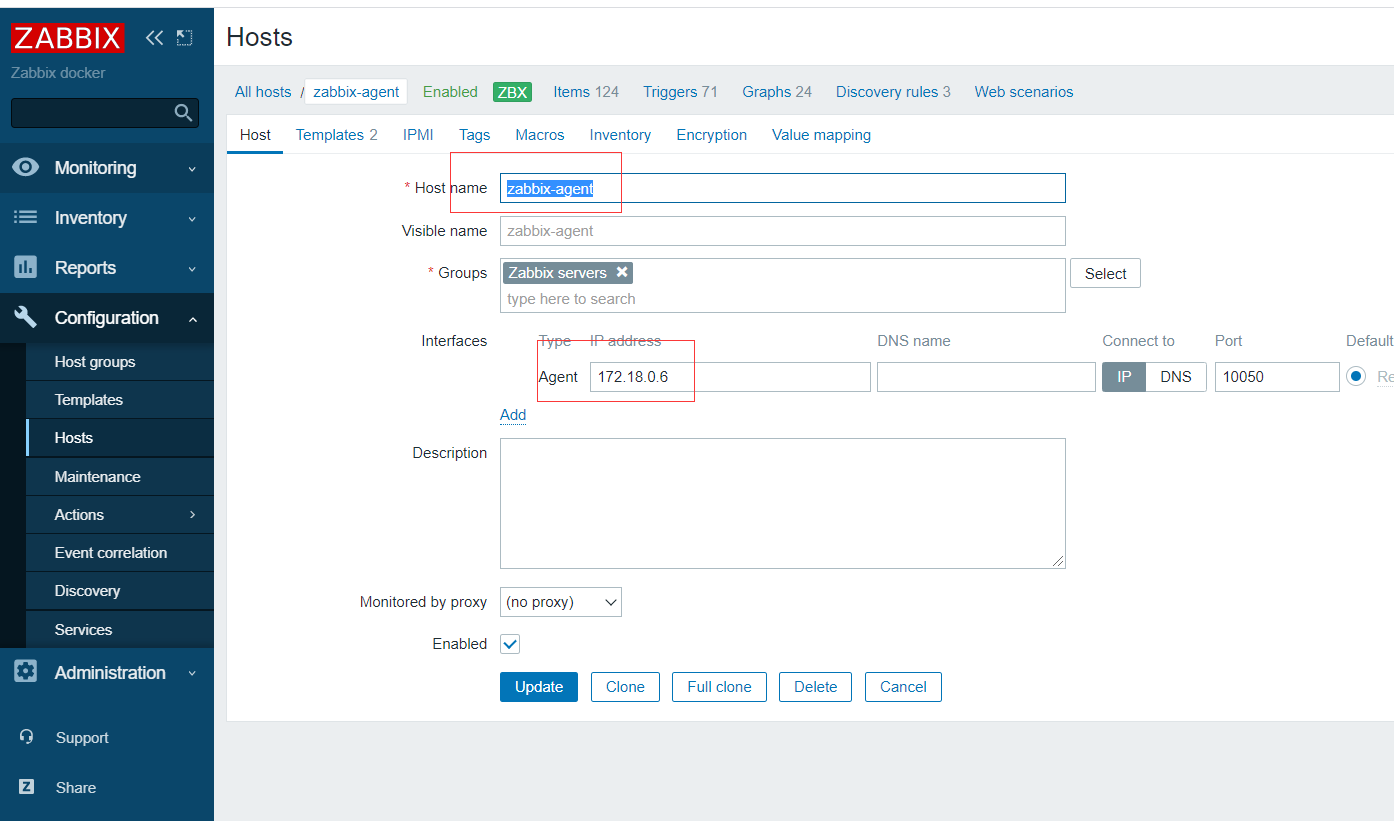 ZABBIX
Zabbix docker
Monitoring
Inventory
Reports
Configuration
Host groups
Templates
Hosts
Maintenance
Actions
Event correlation
Discovery
Services
Administration
Support
Z Share
Hosts
All hosts / zabbix-agent Enabled ZBX Items 124 Triggers 71 Graphs 24 Discovery rules 3 Web scenarios
Host Templates 2 IPMI Tags Macros Inventory Encryption Value mapping
* Host name zabbix-agent
Visible name zabbix-agent
* Groups Zabbix servers Select
type here to search
Interfaces Type IP address DNS name Connect to Port Default
Agent 172.18.0.6 IP DNS 10050 Re
Add
Description
Monitored by proxy (no proxy)
Enabled
Update Clone Full clone Delete Cancel